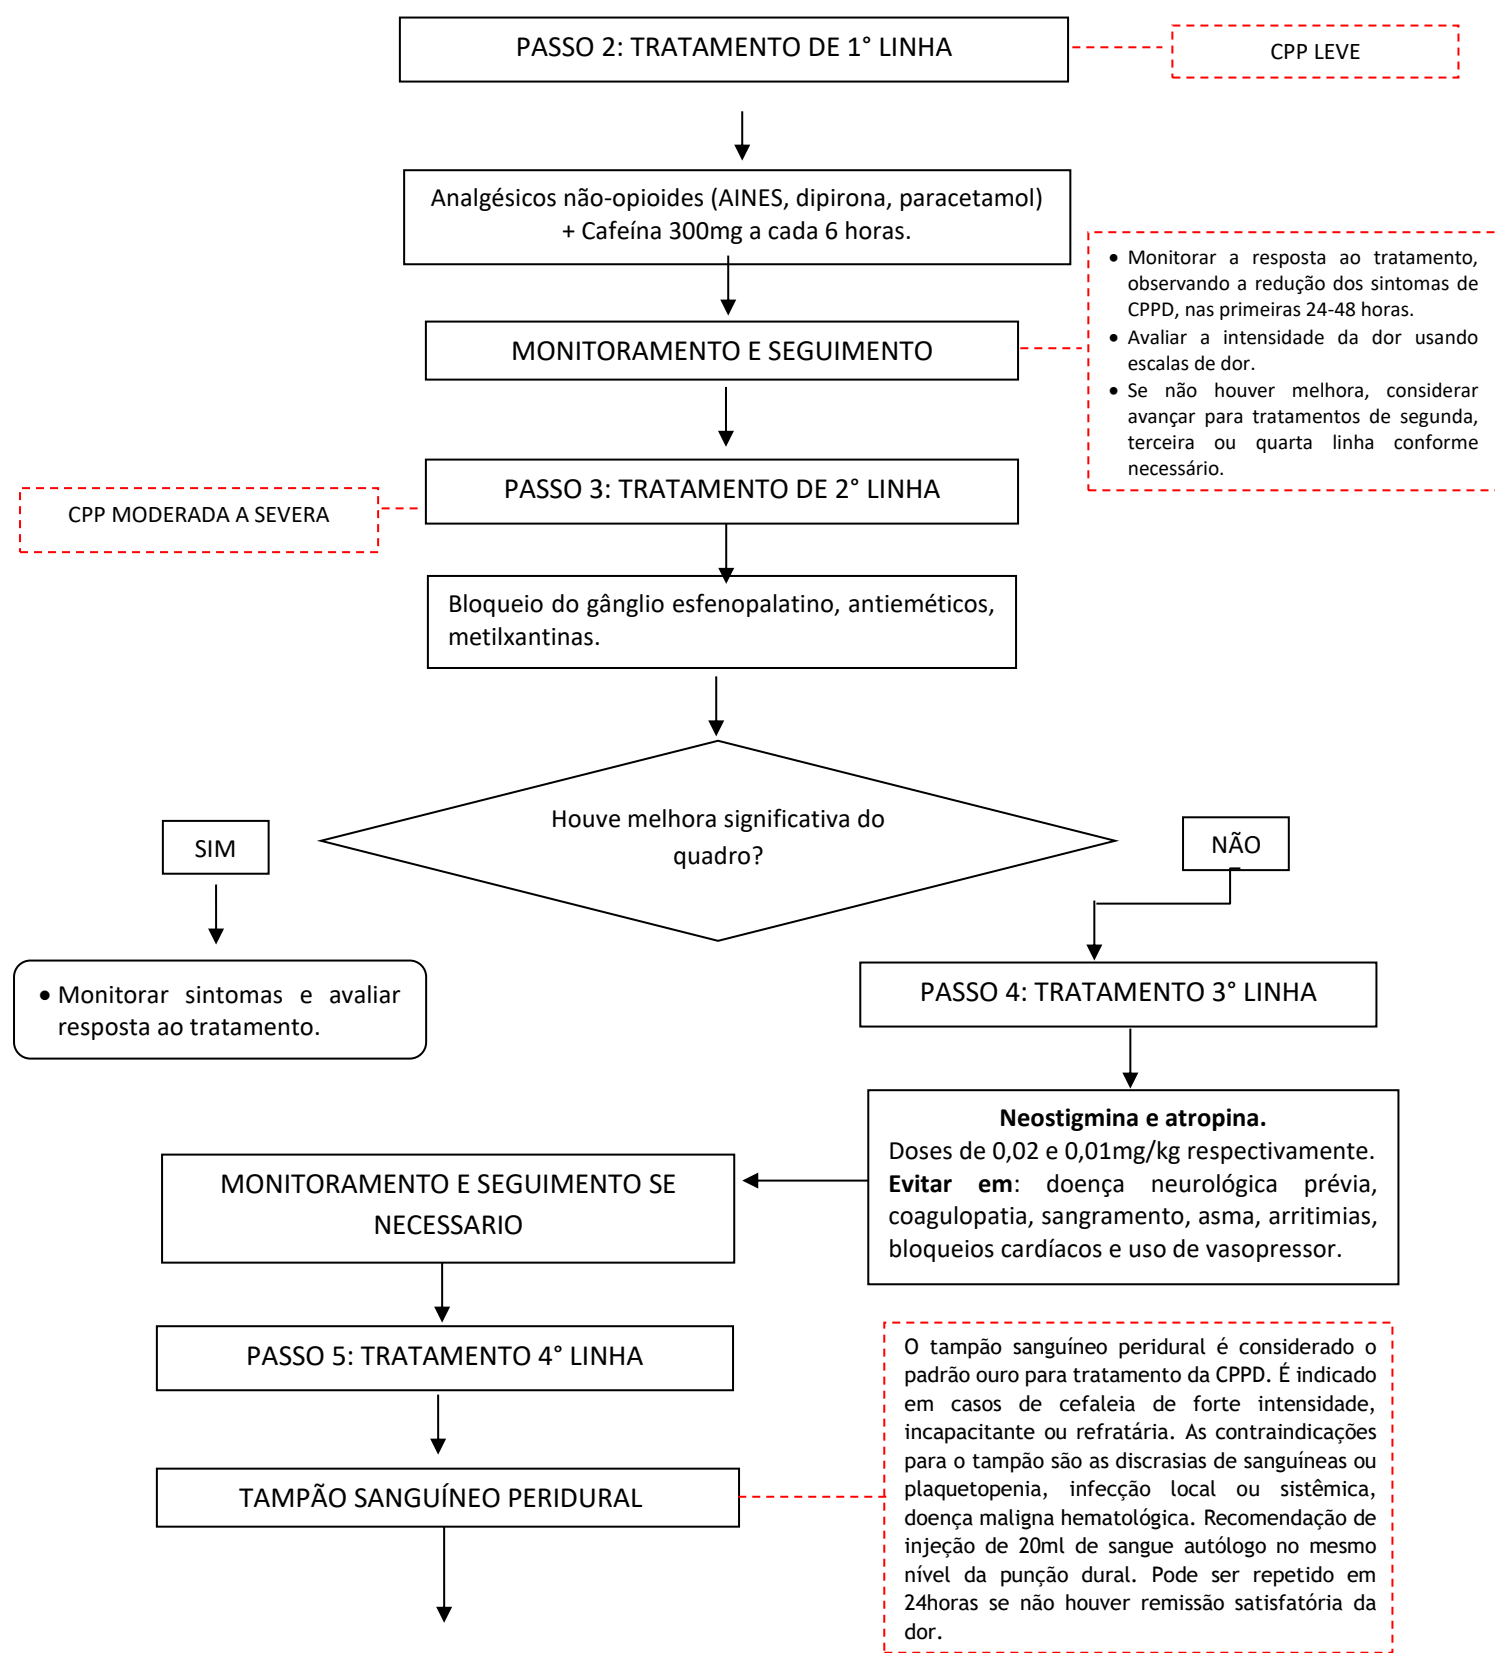 PASSO 2: TRATAMENTO DE 1° LINHA
CPP LEVE
Analgésicos não-opioides (AINES, dipirona, paracetamol)
+ Cafeína 300mg a cada 6 horas.
• Monitorar a resposta ao tratamento,
observando a redução dos sintomas de
CPPD, nas primeiras 24-48 horas.
• Avaliar a intensidade da dor usando
escalas de dor.
• Se não houver melhora, considerar
avançar para tratamentos de segunda,
terceira ou quarta linha conforme
necessário.
MONITORAMENTO E SEGUIMENTO
PASSO 3: TRATAMENTO DE 2° LINHA
CPP MODERADA A SEVERA
Bloqueio do gânglio esfenopalatino, antieméticos,
metilxantinas.
Houve melhora significativa do
quadro?
SIM
NÃO
• Monitorar sintomas e avaliar
resposta ao tratamento.
PASSO 4: TRATAMENTO 3° LINHA
Neostigmina e atropina.
Doses de 0,02 e 0,01mg/kg respectivamente.
Evitar em: doença neurológica prévia,
coagulopatia, sangramento, asma, arritimias,
bloqueios cardíacos e uso de vasopressor.
MONITORAMENTO E SEGUIMENTO SE
NECESSARIO
PASSO 5: TRATAMENTO 4° LINHA
TAMPÃO SANGUÍNEO PERIDURAL
O tampão sanguíneo peridural é considerado o
padrão ouro para tratamento da CPPD. É indicado
em casos de cefaleia de forte intensidade,
incapacitante ou refratária. As contraindicações
para o tampão são as discrasias de sanguíneas ou
plaquetopenia, infecção local ou sistêmica,
doença maligna hematológica. Recomendação de
injeção de 20ml de sangue autólogo no mesmo
nível da punção dural. Pode ser repetido em
24horas se não houver remissão satisfatória da
dor.